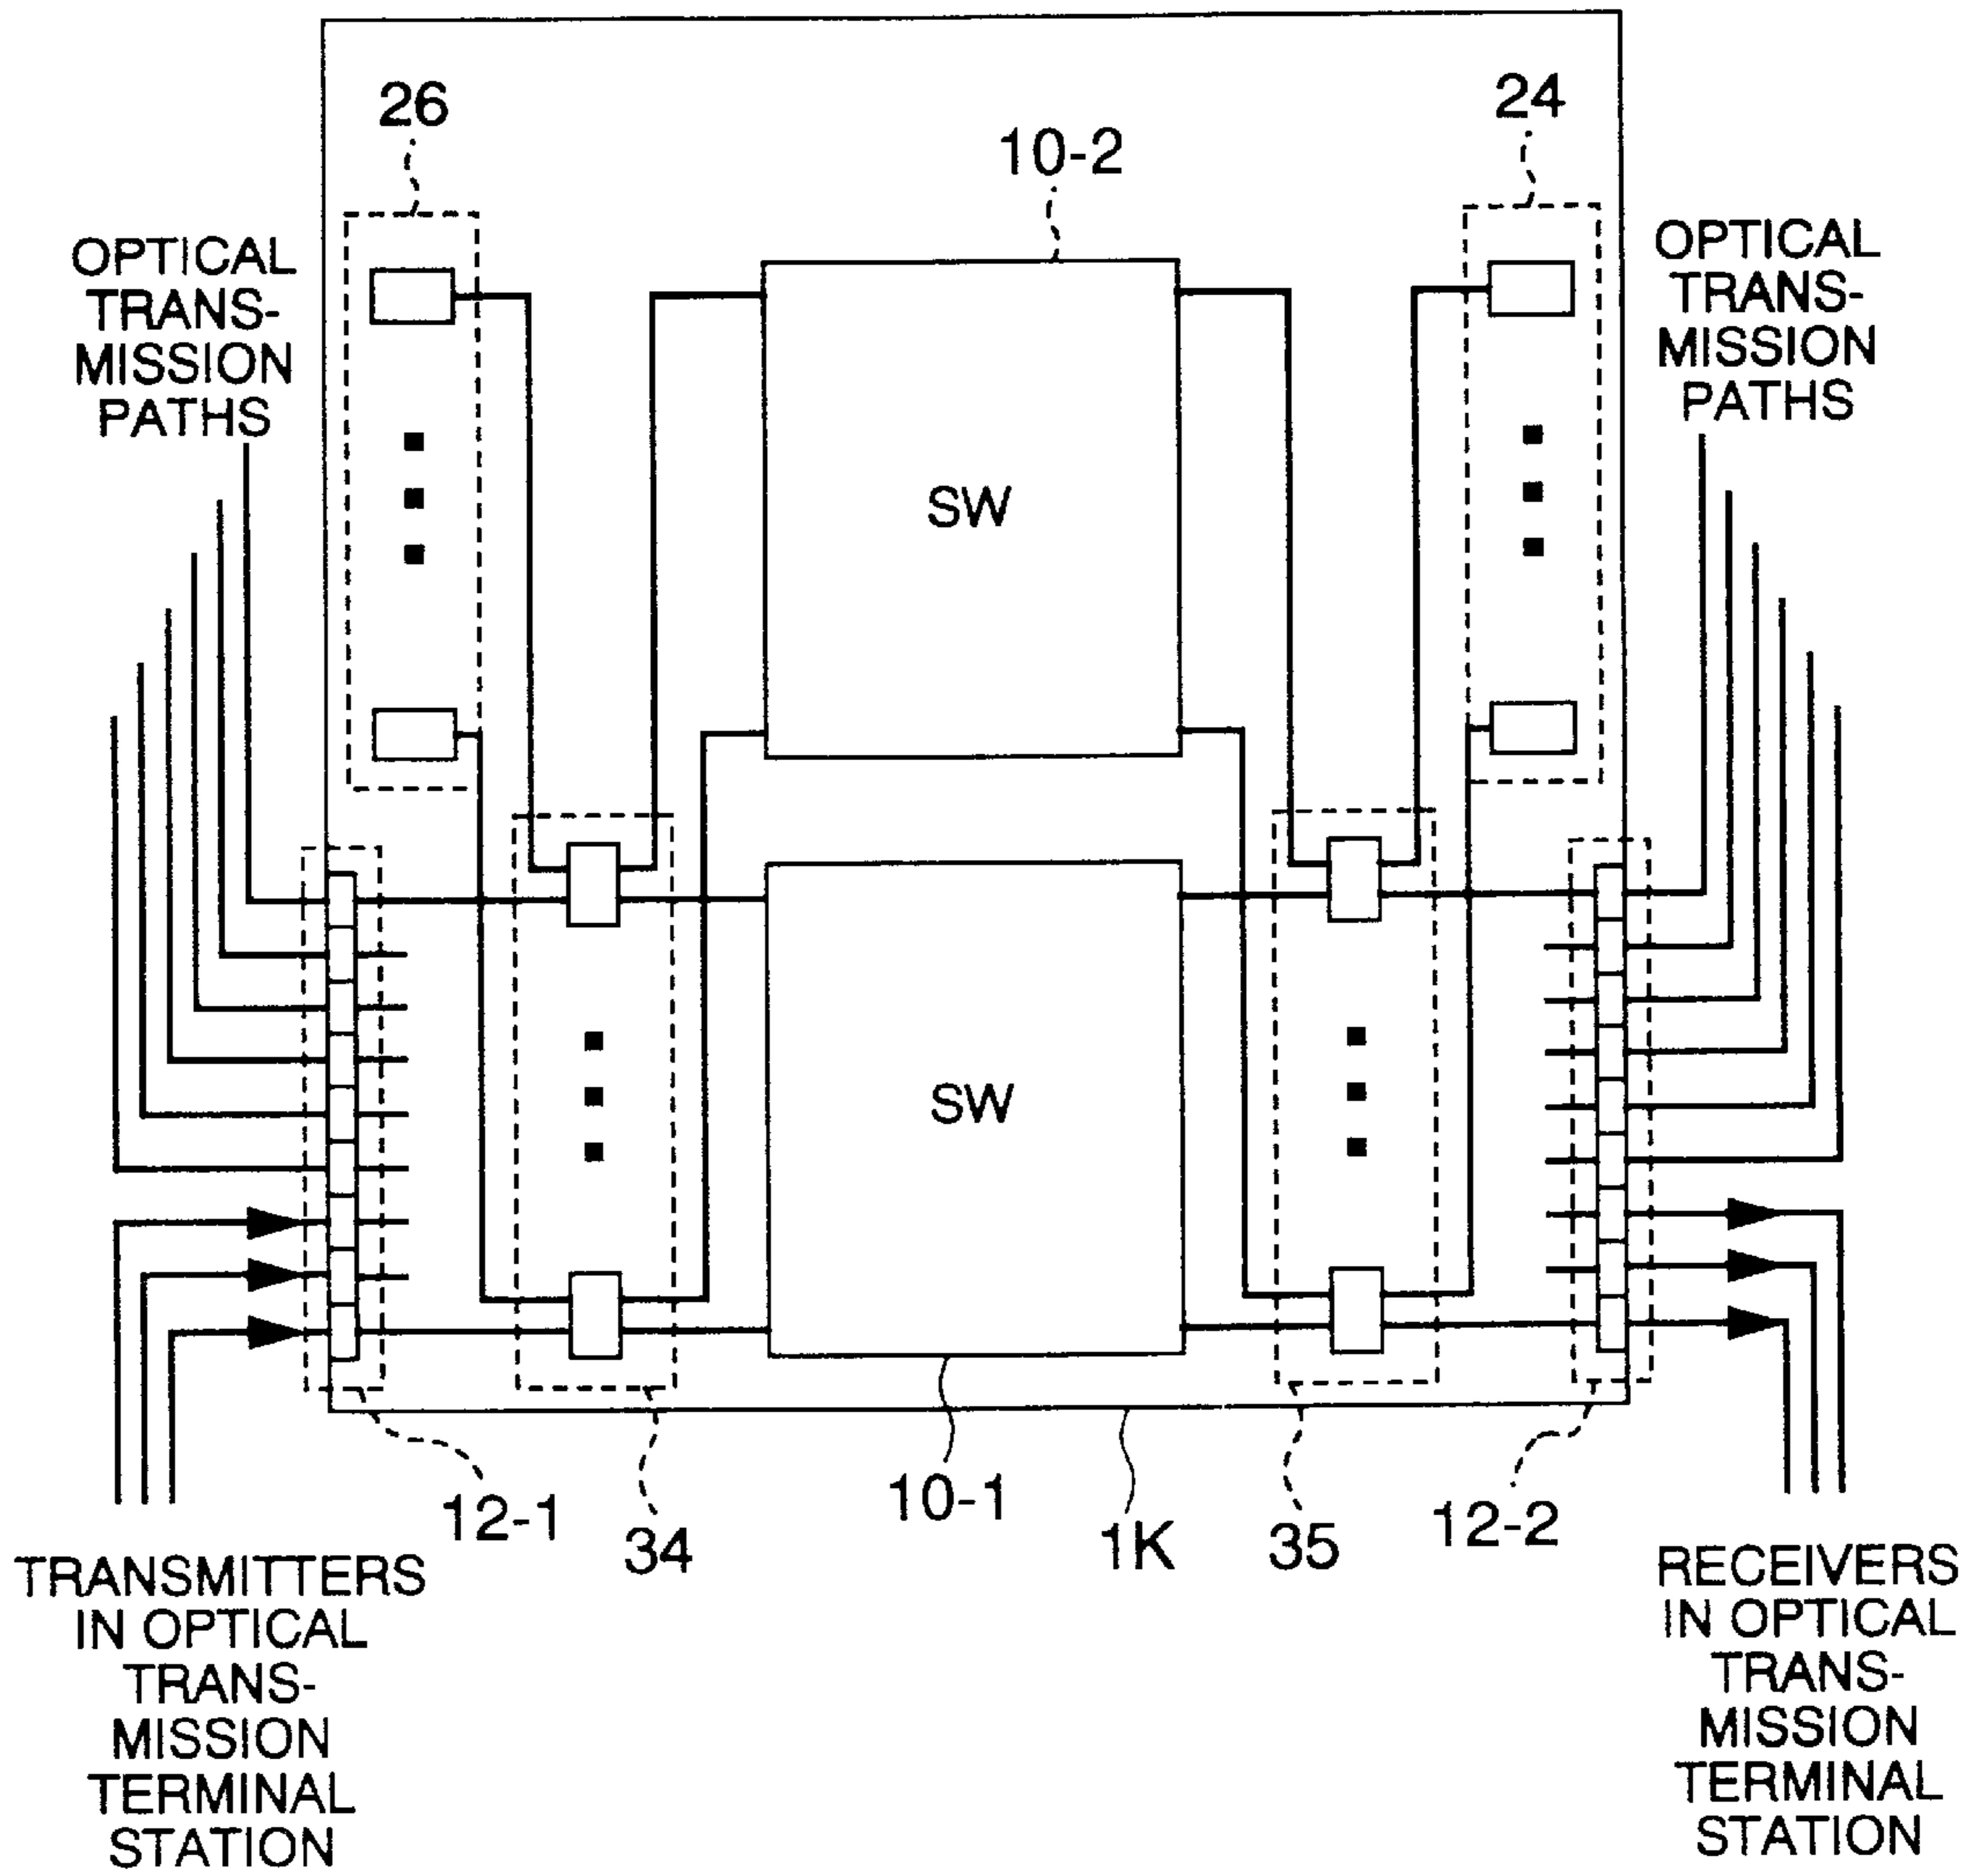 26
24
10-2
OPTICAL
TRANS-
MISSION
PATHS
OPTICAL
TRANS-
MISSION
PATHS
SW
SW
12-1
34
10-1
1K
35
12-2
TRANSMITTERS
IN OPTICAL
TRANS-
MISSION
TERMINAL
STATION
RECEIVERS
IN OPTICAL
TRANS-
MISSION
TERMINAL
STATION